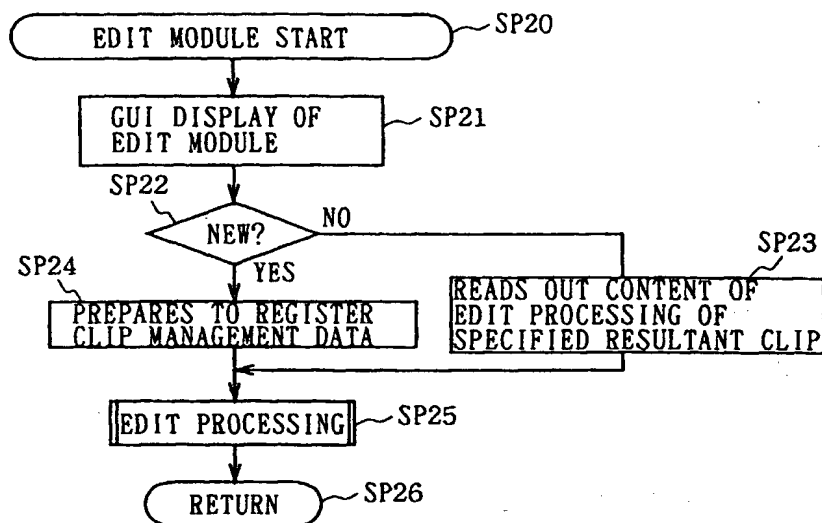 EDIT MODULE START
SP20
GUI DISPLAY OF
EDIT MODULE
SP21
SP22
NEW?
NO
YES
SP23
SP24
PREPARES TO REGISTER
CLIP MANAGEMENT DATA
READS OUT CONTENT OF
EDIT PROCESSING OF
SPECIFIED RESULTANT CLIP
EDIT PROCESSING
SP25
RETURN
SP26